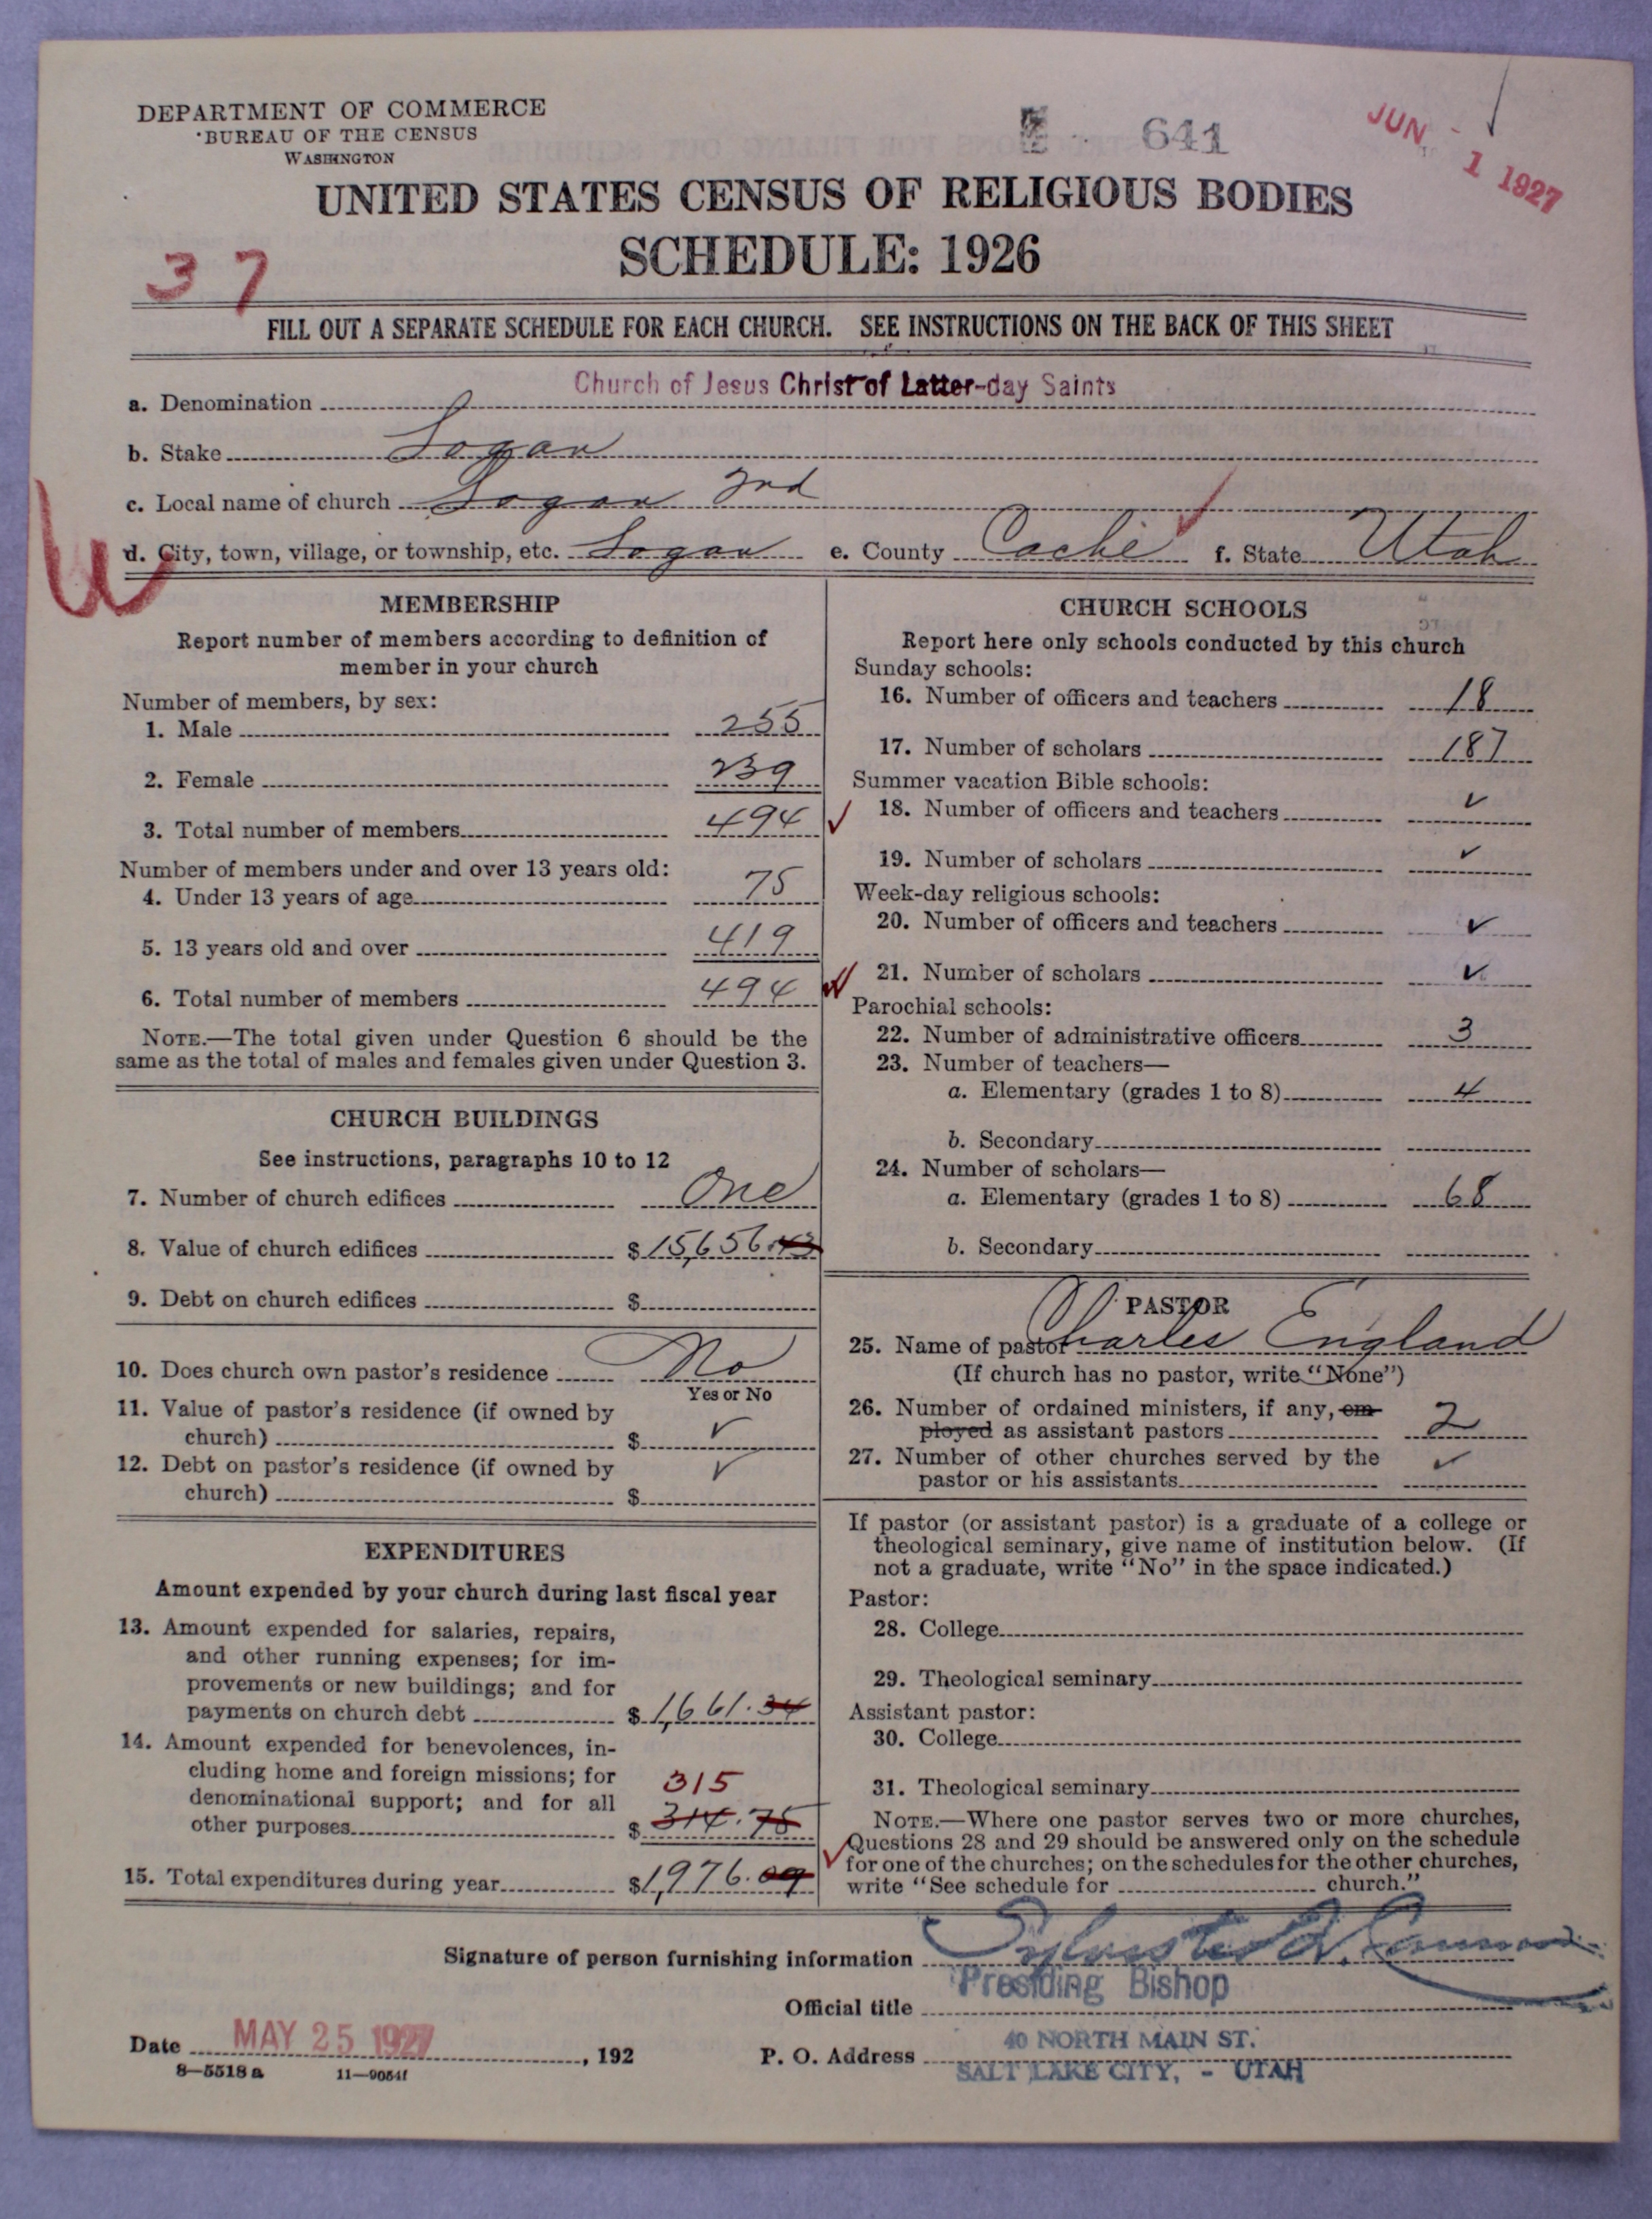 DEPARTMENT OF COMMERCE
BUREAU OF THE CENSUS
WASHINGTON
641
JUN 1 1927
UNITED STATES CENSUS OF RELIGIOUS BODIES
SCHEDULE: 1926
37
FILL OUT A SEPARATE SCHEDULE FOR EACH CHURCH. SEE INSTRUCTIONS ON THE BACK OF THIS SHEET
a. Denomination Church of Jesus Christ of Latter-day Saints
b. Stake Logan
c. Local name of church Logan 2nd
d. City, town, village, or township, etc. Logan e. County Cache f. State Utah
W
MEMBERSHIP
Report number of members according to definition of
member in your church
Number of members, by sex:
1. Male 255
2. Female 239
3. Total number of members 494 ✓
Number of members under and over 13 years old:
4. Under 13 years of age 75
5. 13 years old and over 419
6. Total number of members 494
NOTE.—The total given under Question 6 should be the
same as the total of males and females given under Question 3.
CHURCH BUILDINGS
See instructions, paragraphs 10 to 12
7. Number of church edifices One
8. Value of church edifices $ 15,656.43
9. Debt on church edifices $
10. Does church own pastor's residence No
Yes or No
11. Value of pastor's residence (if owned by
church) $ ✓
12. Debt on pastor's residence (if owned by
church) $ ✓
EXPENDITURES
Amount expended by your church during last fiscal year
13. Amount expended for salaries, repairs,
and other running expenses; for im-
provements or new buildings; and for
payments on church debt $ 1,661.34
14. Amount expended for benevolences, in-
cluding home and foreign missions; for
denominational support; and for all 315
other purposes $ 314.75
15. Total expenditures during year $ 1,976.09
CHURCH SCHOOLS
Report here only schools conducted by this church
Sunday schools:
16. Number of officers and teachers 18
17. Number of scholars 187
Summer vacation Bible schools:
18. Number of officers and teachers ✓
19. Number of scholars ✓
Week-day religious schools:
20. Number of officers and teachers ✓
21. Number of scholars ✓
Parochial schools:
22. Number of administrative officers 3
23. Number of teachers—
a. Elementary (grades 1 to 8) 4
b. Secondary
24. Number of scholars—
a. Elementary (grades 1 to 8) 68
b. Secondary
PASTOR
25. Name of pastor Charles England
(If church has no pastor, write "None")
26. Number of ordained ministers, if any, em-
ployed as assistant pastors 2
27. Number of other churches served by the
pastor or his assistants ✓
If pastor (or assistant pastor) is a graduate of a college or
theological seminary, give name of institution below. (If
not a graduate, write "No" in the space indicated.)
Pastor:
28. College
29. Theological seminary
Assistant pastor:
30. College
31. Theological seminary
NOTE.—Where one pastor serves two or more churches,
Questions 28 and 29 should be answered only on the schedule
for one of the churches; on the schedules for the other churches,
write "See schedule for church."
Signature of person furnishing information Sylvester Q. Cannon
Official title Presiding Bishop
Date MAY 25 1927, 192
P. O. Address 40 NORTH MAIN ST.
SALT LAKE CITY, - UTAH
8—5518 a 11—9054f